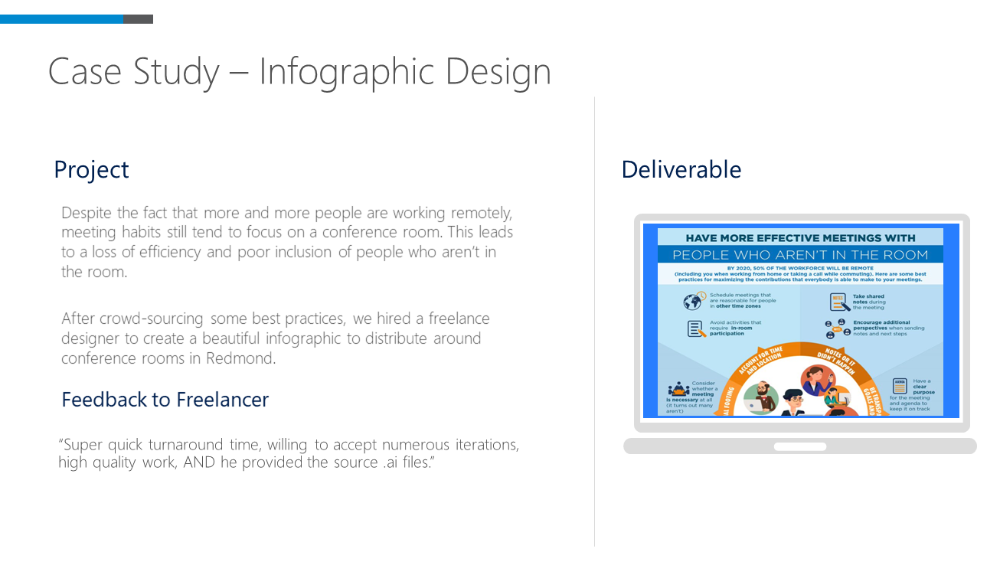 Case Study – Infographic Design
Project
Despite the fact that more and more people are working remotely,
meeting habits still tend to focus on a conference room. This leads
to a loss of efficiency and poor inclusion of people who aren’t in
the room.
After crowd-sourcing some best practices, we hired a freelance
designer to create a beautiful infographic to distribute around
conference rooms in Redmond.
Feedback to Freelancer
“Super quick turnaround time, willing to accept numerous iterations,
high quality work, AND he provided the source .ai files.”
Deliverable
HAVE MORE EFFECTIVE MEETINGS WITH
PEOPLE WHO AREN'T IN THE ROOM
BY 2020, 50% OF THE WORKFORCE WILL BE REMOTE
(including you when working from home or taking a call while commuting). Here are some best
practices for maximizing the contributions that everybody is able to make to your meetings.
Schedule meetings that
are reasonable for people
in other time zones
Avoid activities that
require in-room
participation
NOTES
Take shared
notes during
the meeting
Encourage additional
perspectives when sending
notes and next steps
ACCOUNT FOR TIME
AND LOCATION
NOTES OR IT
DIDN'T HAPPEN
Consider
whether a
meeting
is necessary at all
(it turns out many
aren't)
AL FOOTING
BE TRANSP
GOALS AND
AGENDA
Have a
clear
purpose
for the meeting
and agenda to
keep it on track